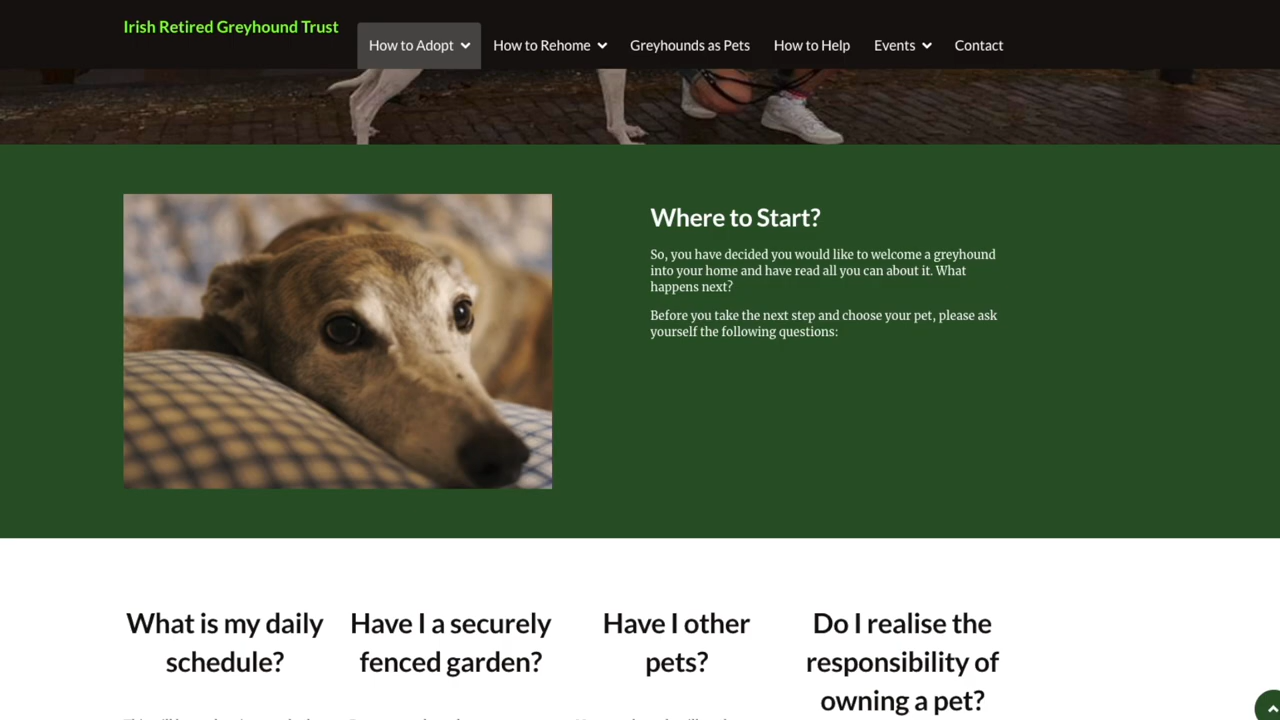 Irish Retired Greyhound Trust
How to Adopt
How to Rehome
Greyhounds as Pets
How to Help
Events
Contact
Where to Start?
So, you have decided you would like to welcome a greyhound
into your home and have read all you can about it. What
happens next?
Before you take the next step and choose your pet, please ask
yourself the following questions:
What is my daily
schedule?
Have I a securely
fenced garden?
Have I other
pets?
Do I realise the
responsibility of
owning a pet?